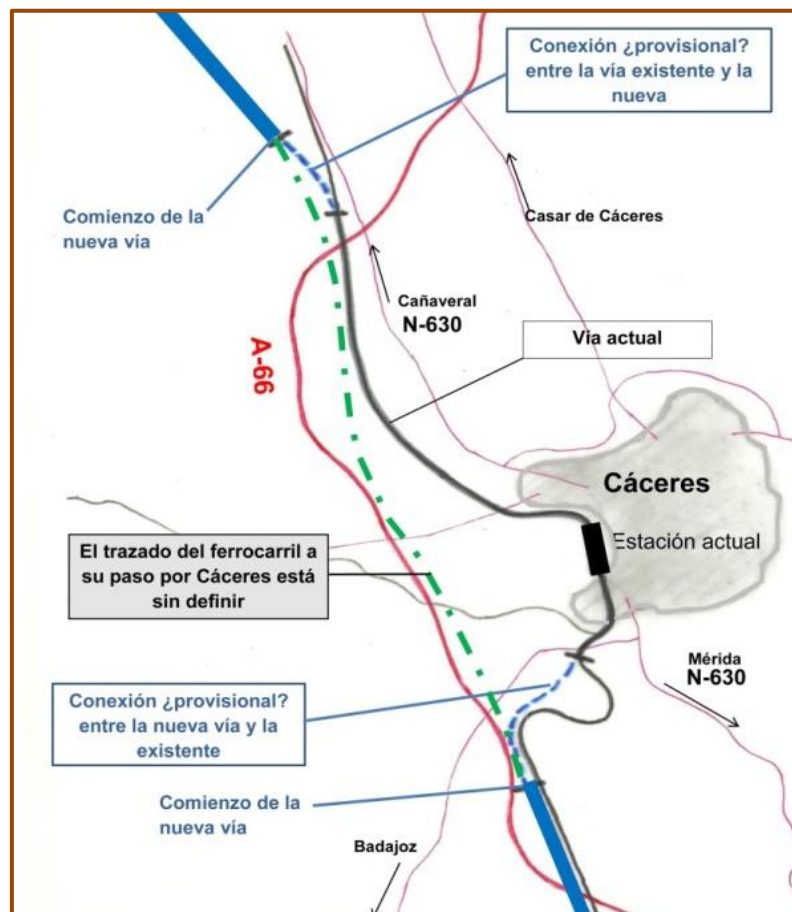 Conexión ¿provisional?
entre la vía existente y la
nueva
Comienzo de la
nueva vía
Casar de Cáceres
Cañaveral
N-630
A-66
Vía actual
Cáceres
Estación actual
El trazado del ferrocarril a
su paso por Cáceres está
sin definir
Mérida
N-630
Conexión ¿provisional?
entre la nueva vía y la
existente
Comienzo de la
nueva vía
Badajoz